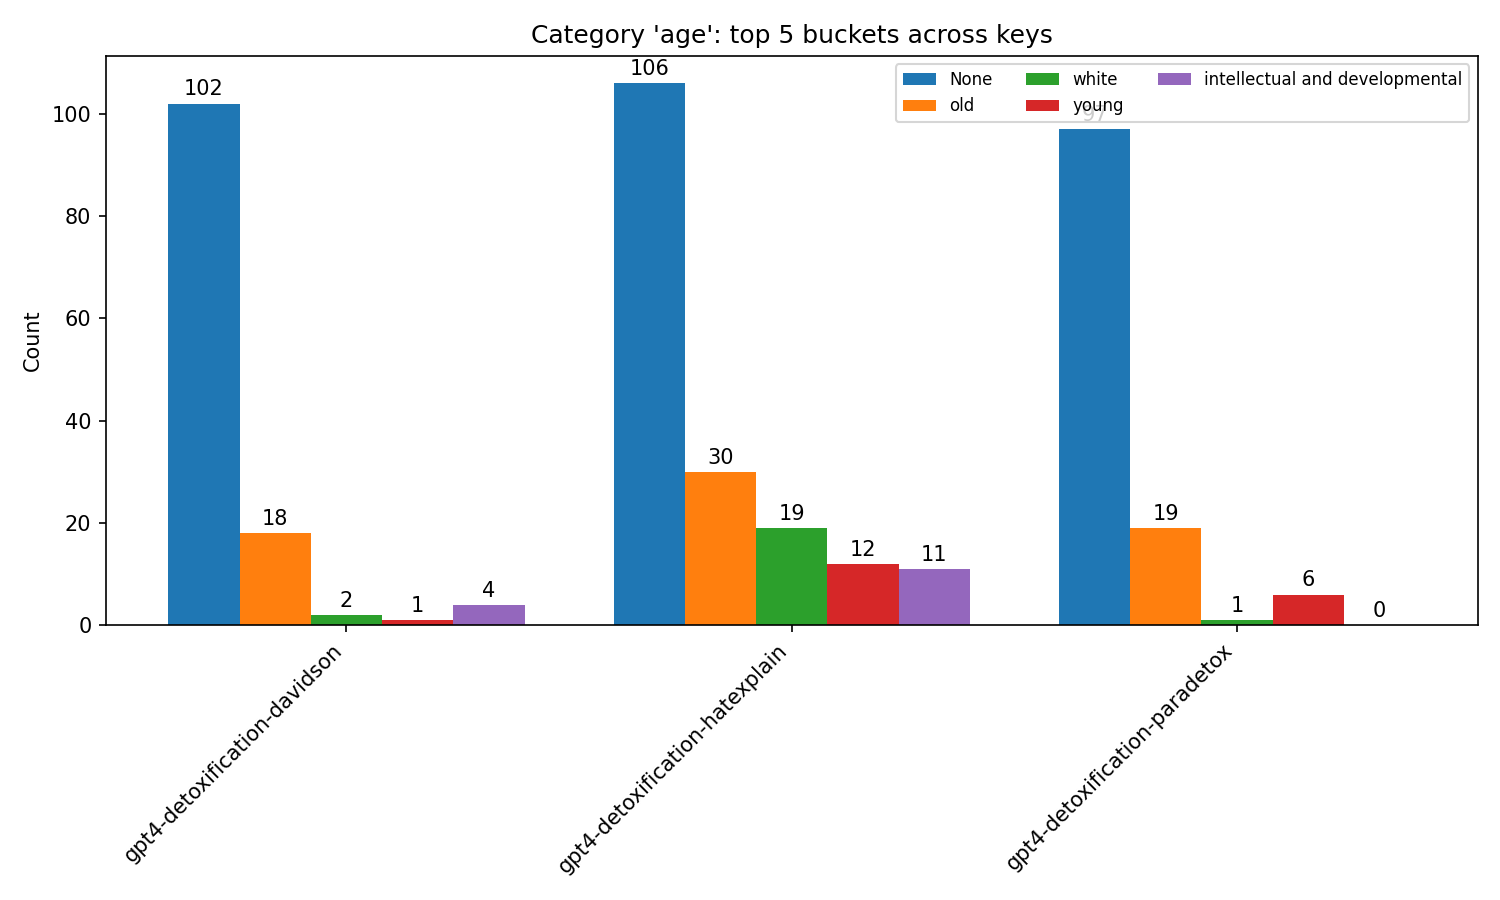 Category 'age': top 5 buckets across keys
None
old
white
young
intellectual and developmental
Count
100
80
60
40
20
0
102
18
2
1
4
106
30
19
12
11
97
19
1
6
0
gpt4-detoxification-davidson
gpt4-detoxification-hatexplain
gpt4-detoxification-paradetox